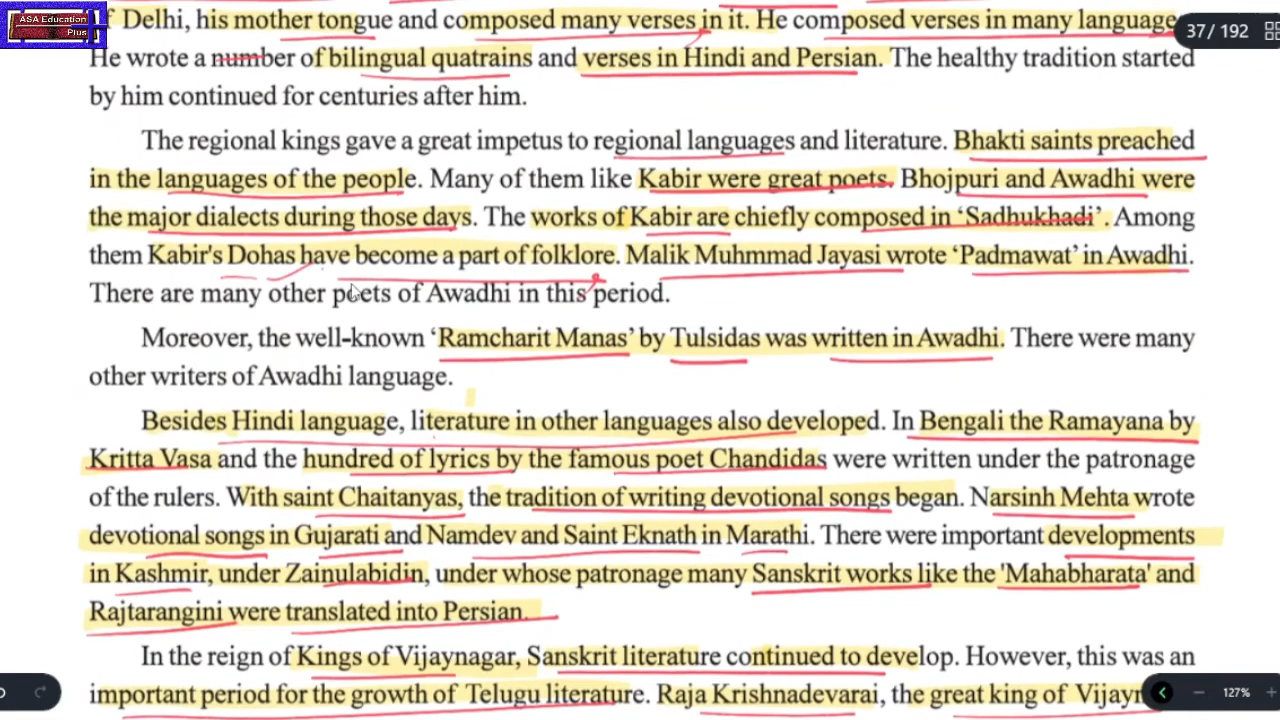 ASA Education
Plus
Delhi, his mother tongue and composed many verses in it. He composed verses in many language
37/ 192
He wrote a number of bilingual quatrains and verses in Hindi and Persian. The healthy tradition started
by him continued for centuries after him.
The regional kings gave a great impetus to regional languages and literature. Bhakti saints preached
in the languages of the people. Many of them like Kabir were great poets. Bhojpuri and Awadhi were
the major dialects during those days. The works of Kabir are chiefly composed in ‘Sadhukhadi’. Among
them Kabir's Dohas have become a part of folklore. Malik Muhmmad Jayasi wrote ‘Padmawat’ in Awadhi.
There are many other poets of Awadhi in this period.
Moreover, the well-known ‘Ramcharit Manas’ by Tulsidas was written in Awadhi. There were many
other writers of Awadhi language.
Besides Hindi language, literature in other languages also developed. In Bengali the Ramayana by
Kritta Vasa and the hundred of lyrics by the famous poet Chandidas were written under the patronage
of the rulers. With saint Chaitanyas, the tradition of writing devotional songs began. Narsinh Mehta wrote
devotional songs in Gujarati and Namdev and Saint Eknath in Marathi. There were important developments
in Kashmir, under Zainulabidin, under whose patronage many Sanskrit works like the 'Mahabharata' and
Rajtarangini were translated into Persian.
In the reign of Kings of Vijaynagar, Sanskrit literature continued to develop. However, this was an
important period for the growth of Telugu literature. Raja Krishnadevarai, the great king of Vijayn
127%